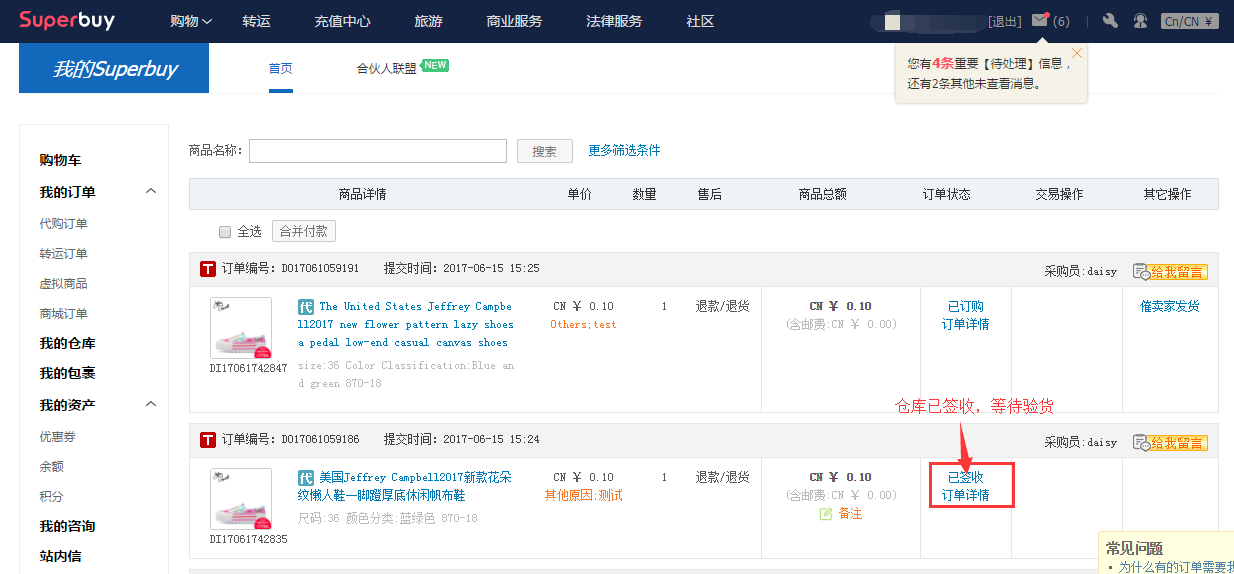 Superbuy 购物 转运 充值中心 旅游 商业服务 法律服务 社区 [退出] (6) Cn/CN ¥
我的Superbuy 首页 合伙人联盟 NEW
您有4条重要【待处理】信息，
还有2条其他未查看消息。
购物车
我的订单
代购订单
转运订单
虚拟商品
商城订单
我的仓库
我的包裹
我的资产
优惠券
余额
积分
我的咨询
站内信
商品名称: 搜索 更多筛选条件
商品详情 单价 数量 售后 商品总额 订单状态 交易操作 其它操作
全选 合并付款
T 订单编号: DO17061059191 提交时间: 2017-06-15 15:25 采购员:daisy 给我留言
代 The United States Jeffrey Campbe CN ¥ 0.10 1 退款/退货 CN ¥ 0.10 已订购 催卖家发货
ll2017 new flower pattern lazy shoes Others;test (含邮费:CN ¥ 0.00) 订单详情
a pedal low-end casual canvas shoes
size:36 Color Classification:Blue an
d green 870-18
DI17061742847
仓库已签收，等待验货
T 订单编号: DO17061059186 提交时间: 2017-06-15 15:24 采购员:daisy 给我留言
代 美国Jeffrey Campbell2017新款花朵 CN ¥ 0.10 1 退款/退货 CN ¥ 0.10 已签收
纹懒人鞋一脚蹬厚底休闲帆布鞋 其他原因:测试 (含邮费:CN ¥ 0.00) 订单详情
尺码:36 颜色分类:蓝绿色 870-18 备注
DI17061742835
常见问题
· 为什么有的订单需要